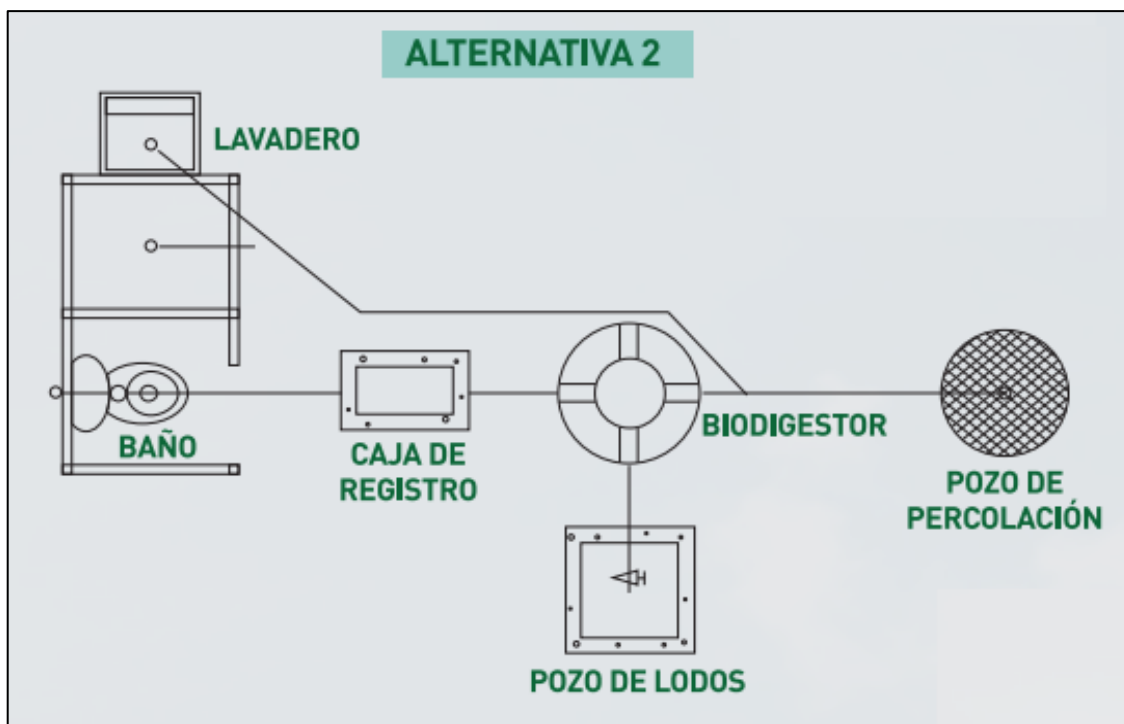 ALTERNATIVA 2
LAVADERO
BAÑO
CAJA DE
REGISTRO
BIODIGESTOR
POZO DE
PERCOLACIÓN
POZO DE LODOS